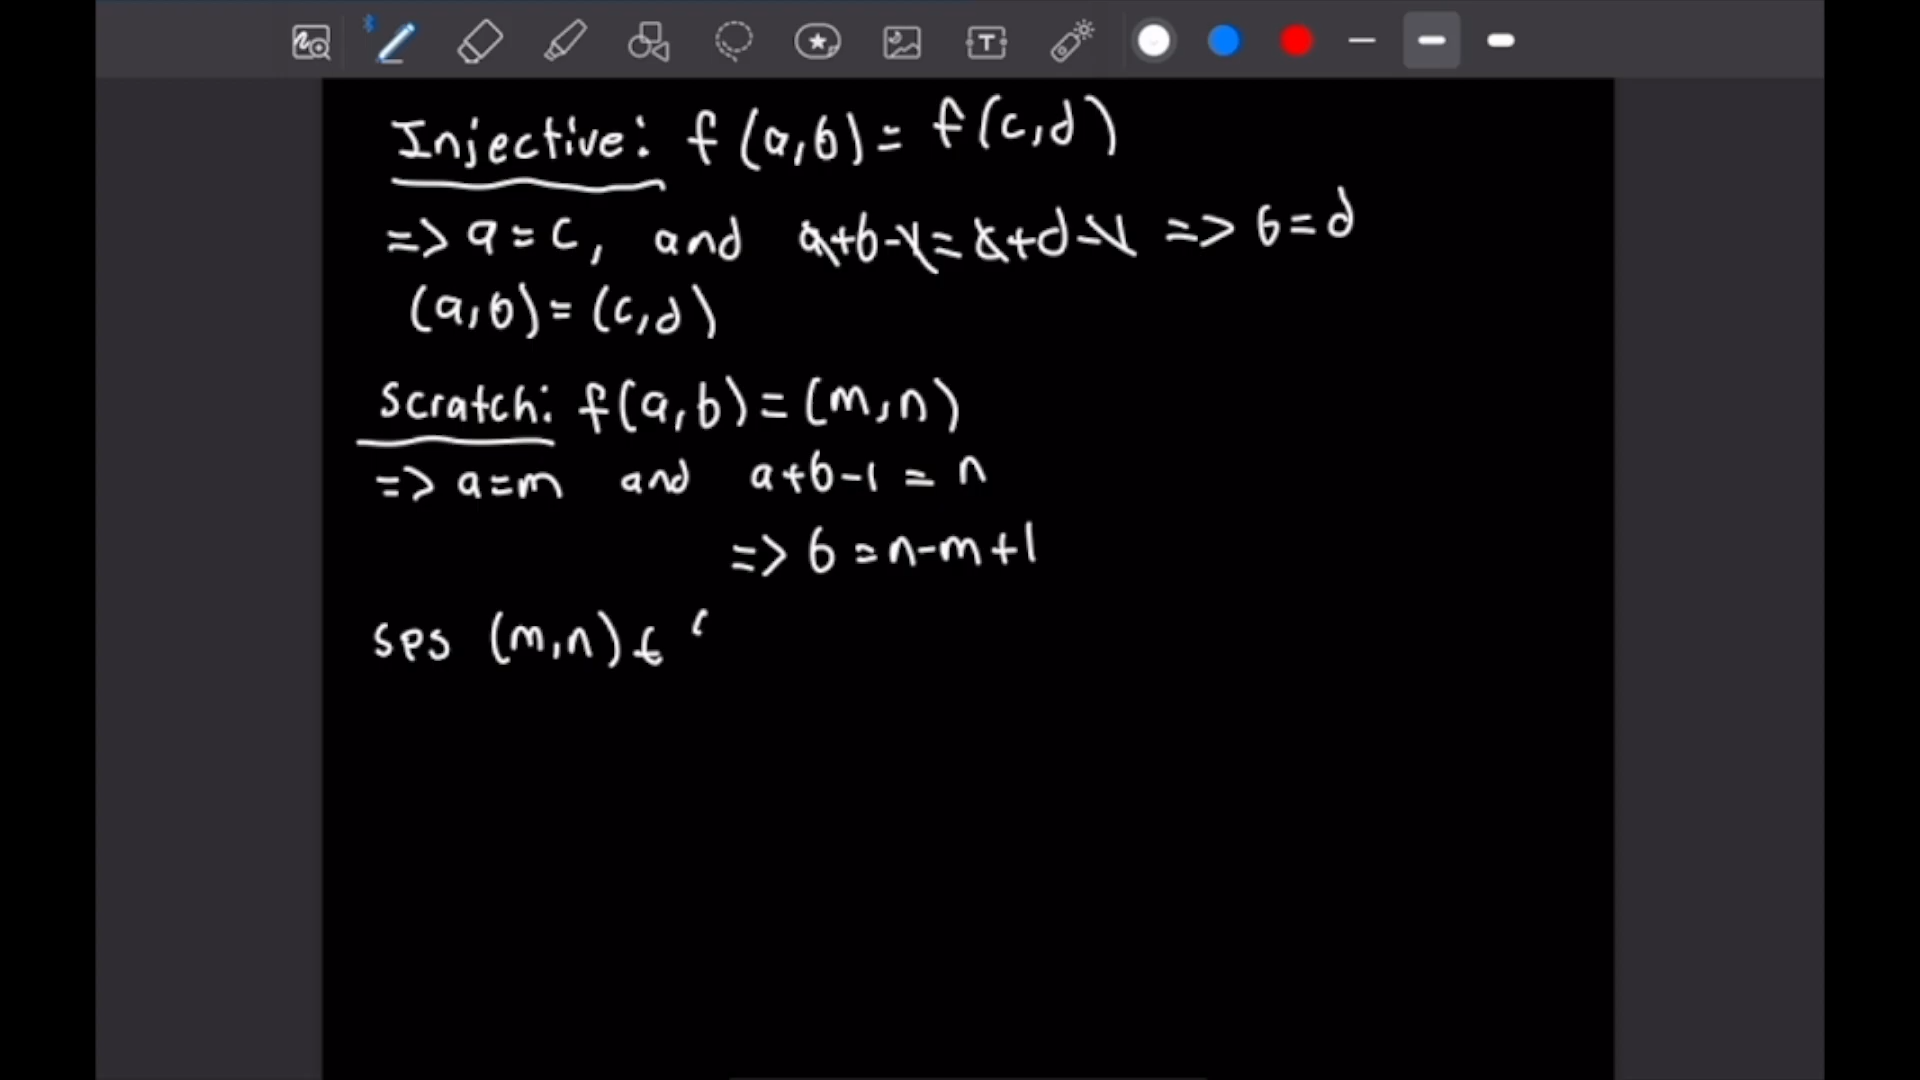 Injective: f(a,b) = f(c,d)
=> a = c, and a+b-1 = a+d-1 => b = d
(a,b) = (c,d)
Scratch: f(a,b) = (m,n)
=> a=m and a+b-1 = n
=> b = n-m+1
Sps (m,n) ∈ (